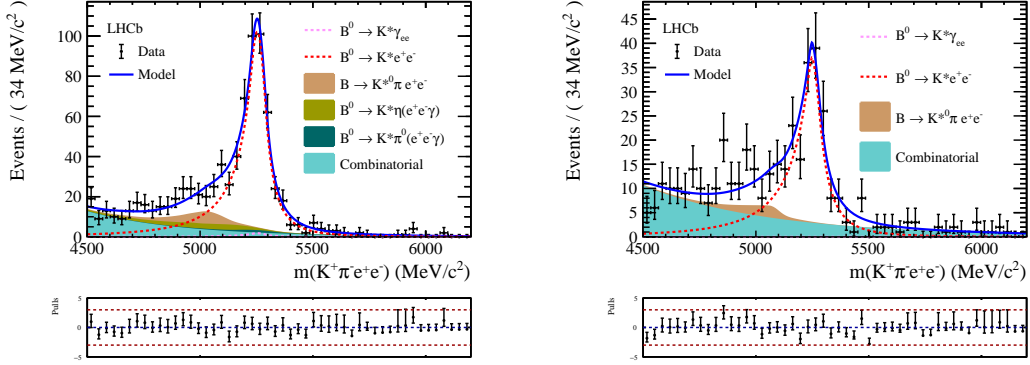 Events / ( 34 MeV/c²)
100
80
60
40
20
0
LHCb
Data
Model
B⁰ → K*γ_ee
B⁰ → K*e⁺e⁻
B → K*⁰π e⁺e⁻
B⁰ → K*η(e⁺e⁻γ)
B⁰ → K*π⁰(e⁺e⁻γ)
Combinatorial
4500 5000 5500 6000
m(K⁺π⁻e⁺e⁻) (MeV/c²)
Pulls
5
0
−5
Events / ( 34 MeV/c²)
45
40
35
30
25
20
15
10
5
0
LHCb
Data
Model
B⁰ → K*γ_ee
B⁰ → K*e⁺e⁻
B → K*⁰π e⁺e⁻
Combinatorial
4500 5000 5500 6000
m(K⁺π⁻e⁺e⁻) (MeV/c²)
Pulls
5
0
−5